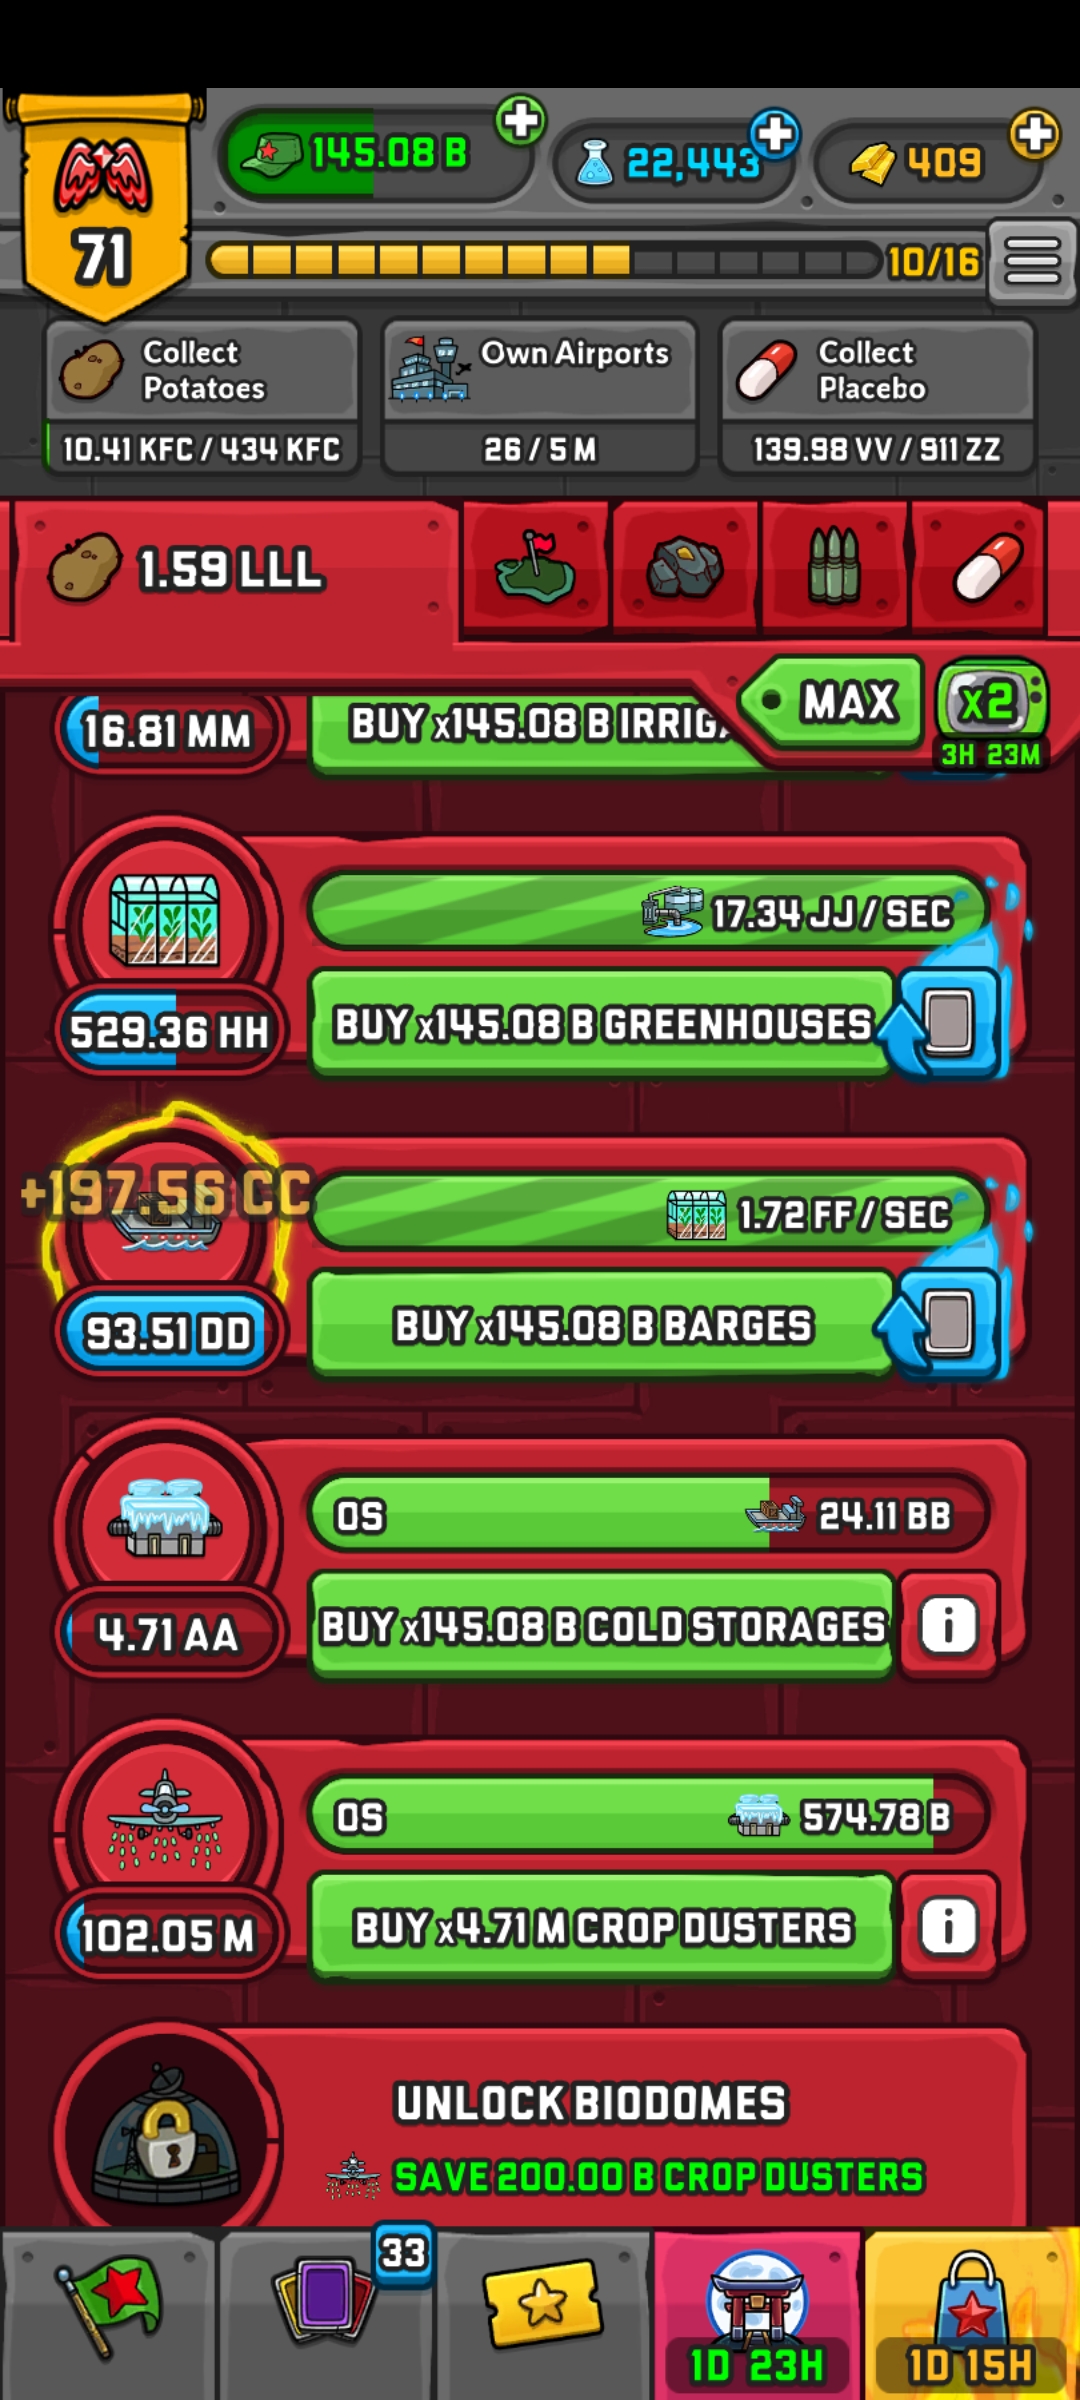 71
145.08 B
22,443
409
10/16
Collect
Potatoes
10.41 KFC / 434 KFC
Own Airports
26 / 5 M
Collect
Placebo
139.98 VV / 911 ZZ
1.59 LLL
MAX
x2
3H 23M
16.81 MM
BUY x145.08 B
17.34 JJ / SEC
529.36 HH
BUY x145.08 B GREENHOUSES
+197.56 CC
1.72 FF / SEC
93.51 DD
BUY x145.08 B BARGES
0S
24.11 BB
4.71 AA
BUY x145.08 B COLD STORAGES
i
0S
574.78 B
102.05 M
BUY x4.71 M CROP DUSTERS
i
UNLOCK BIODOMES
SAVE 200.00 B CROP DUSTERS
33
1D 23H
1D 15H